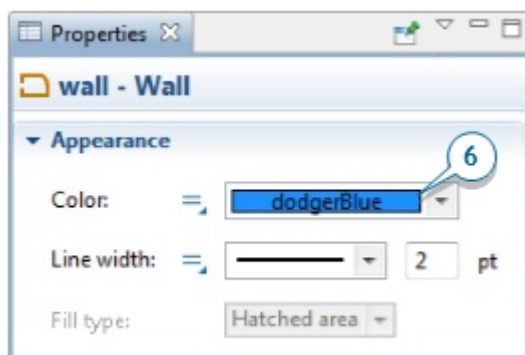 Properties
wall - Wall
Appearance
6
Color: dodgerBlue
Line width: 2 pt
Fill type: Hatched area